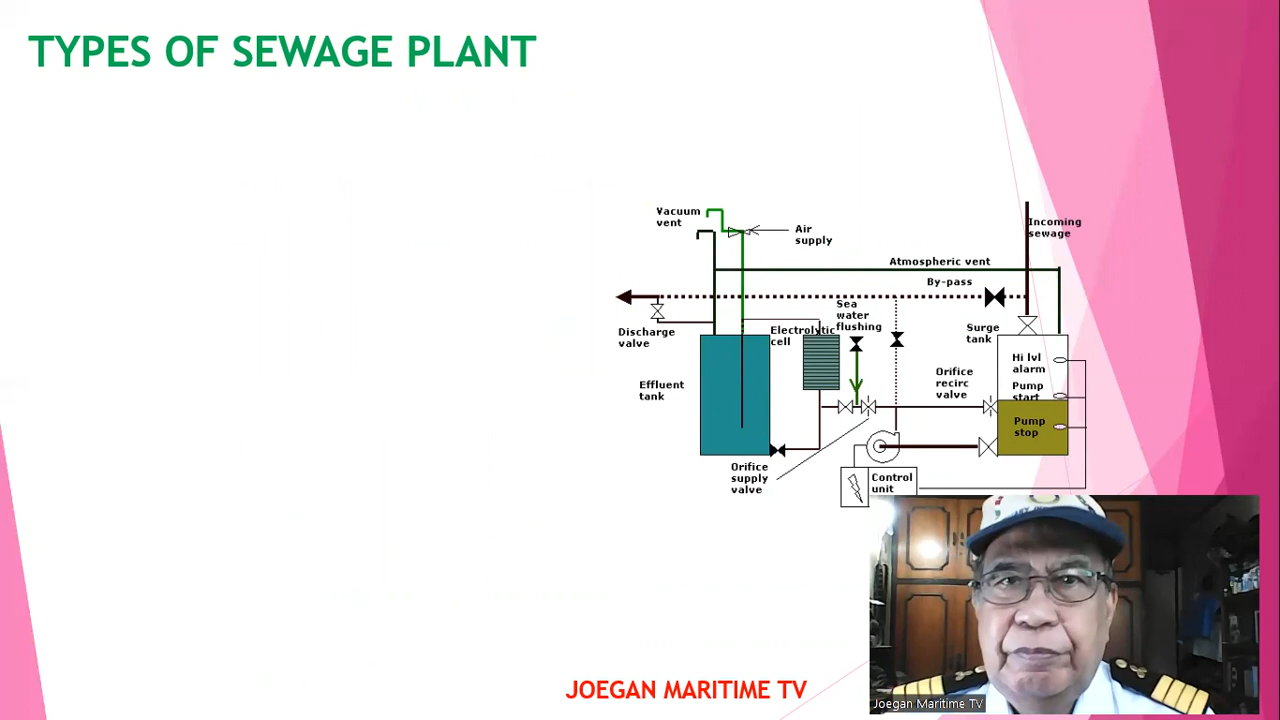 TYPES OF SEWAGE PLANT
Vacuum
vent
Air
supply
Incoming
sewage
Atmospheric vent
By-pass
Sea
water
flushing
Discharge
valve
Electrolytic
cell
Surge
tank
Hi lvl
alarm
Effluent
tank
Orifice
recirc
valve
Pump
start
Pump
stop
Orifice
supply
valve
Control
unit
JOEGAN MARITIME TV
Joegan Maritime TV